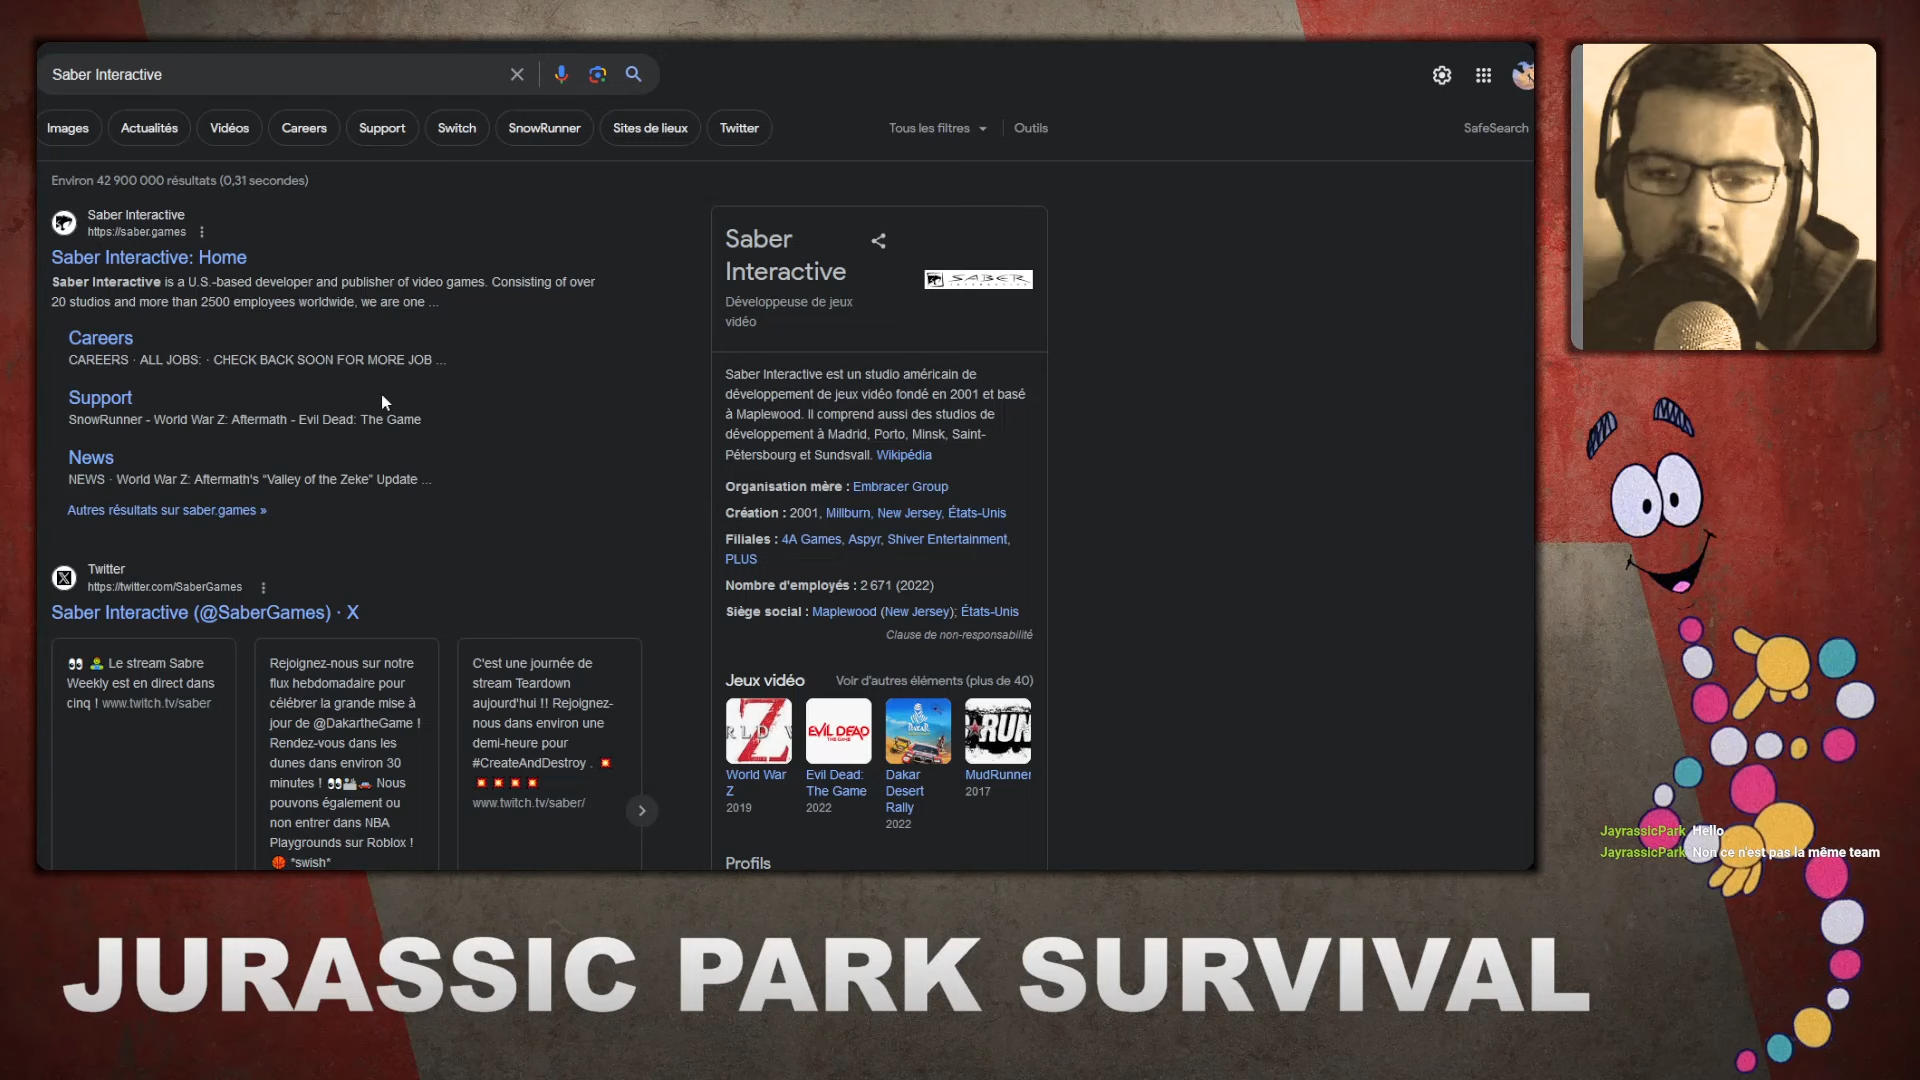 Saber Interactive
Images
Actualités
Vidéos
Careers
Support
Switch
SnowRunner
Sites de lieux
Twitter
Tous les filtres
Outils
SafeSearch
Environ 42 900 000 résultats (0,31 secondes)
Saber Interactive
https://saber.games
Saber Interactive: Home
Saber Interactive is a U.S.-based developer and publisher of video games. Consisting of over
20 studios and more than 2500 employees worldwide, we are one ...
Careers
CAREERS · ALL JOBS: · CHECK BACK SOON FOR MORE JOB ...
Support
SnowRunner - World War Z: Aftermath - Evil Dead: The Game
News
NEWS · World War Z: Aftermath's “Valley of the Zeke” Update ...
Autres résultats sur saber.games »
Twitter
https://twitter.com/SaberGames
Saber Interactive (@SaberGames) · X
👀 🧟‍♂️ Le stream Sabre
Weekly est en direct dans
cinq ! www.twitch.tv/saber
Rejoignez-nous sur notre
flux hebdomadaire pour
célébrer la grande mise à
jour de @DakartheGame !
Rendez-vous dans les
dunes dans environ 30
minutes ! 👀🏜🚗 Nous
pouvons également ou
non entrer dans NBA
Playgrounds sur Roblox !
🏀 *swish*
C'est une journée de
stream Teardown
aujourd'hui !! Rejoignez-
nous dans environ une
demi-heure pour
#CreateAndDestroy . 💥
💥💥💥💥
www.twitch.tv/saber/
Saber
Interactive
SABER
INTERACTIVE
Développeuse de jeux
vidéo
Saber Interactive est un studio américain de
développement de jeux vidéo fondé en 2001 et basé
à Maplewood. Il comprend aussi des studios de
développement à Madrid, Porto, Minsk, Saint-
Pétersbourg et Sundsvall. Wikipédia
Organisation mère : Embracer Group
Création : 2001, Millburn, New Jersey, États-Unis
Filiales : 4A Games, Aspyr, Shiver Entertainment,
PLUS
Nombre d'employés : 2 671 (2022)
Siège social : Maplewood (New Jersey); États-Unis
Clause de non-responsabilité
Jeux vidéo
Voir d'autres éléments (plus de 40)
RLD
EVIL DEAD
THE GAME
DAKAR
RUN
World War
Z
2019
Evil Dead:
The Game
2022
Dakar
Desert
Rally
2022
MudRunner
2017
Profils
JayrassicPark Hello
JayrassicPark Non ce n'est pas la même team
JURASSIC PARK SURVIVAL